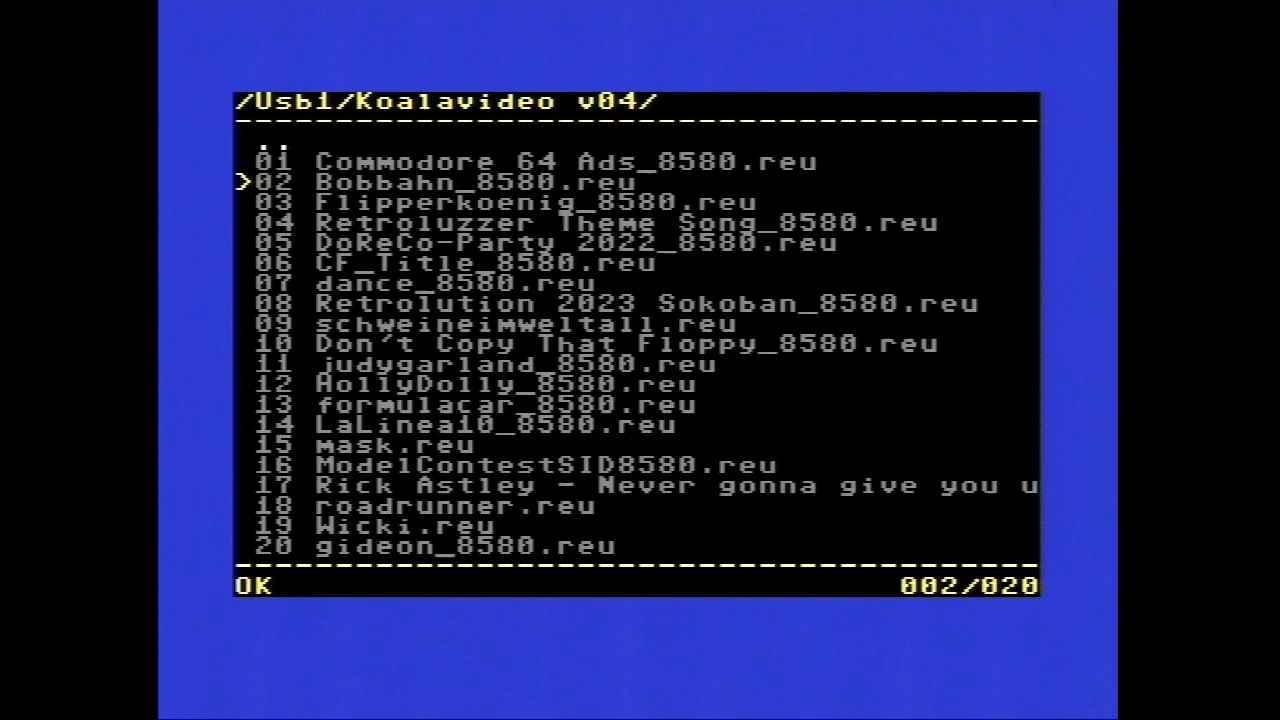 /Usb1/Koalavideo v04/
----------------------------------------
..
01 Commodore 64 Ads_8580.reu
>02 Bobbahn_8580.reu
03 Flipperkoenig_8580.reu
04 Retroluzzer Theme Song_8580.reu
05 DoReCo-Party 2022_8580.reu
06 CF_Title_8580.reu
07 dance_8580.reu
08 Retrolution 2023 Sokoban_8580.reu
09 schweineimweltall.reu
10 Don't Copy That Floppy_8580.reu
11 judygarland_8580.reu
12 HollyDolly_8580.reu
13 formulacar_8580.reu
14 LaLinea10_8580.reu
15 mask.reu
16 ModelContestSID8580.reu
17 Rick Astley - Never gonna give you u
18 roadrunner.reu
19 Wicki.reu
20 gideon_8580.reu
----------------------------------------
OK 002/020